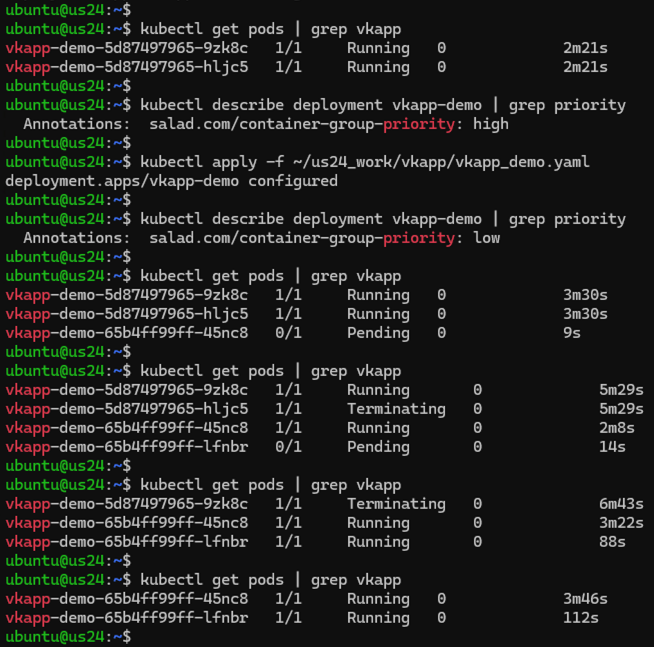 ubuntu@us24:~$
ubuntu@us24:~$ kubectl get pods | grep vkapp
vkapp-demo-5d87497965-9zk8c   1/1     Running   0             2m21s
vkapp-demo-5d87497965-hljc5   1/1     Running   0             2m21s
ubuntu@us24:~$
ubuntu@us24:~$ kubectl describe deployment vkapp-demo | grep priority
  Annotations:  salad.com/container-group-priority: high
ubuntu@us24:~$
ubuntu@us24:~$ kubectl apply -f ~/us24_work/vkapp/vkapp_demo.yaml
deployment.apps/vkapp-demo configured
ubuntu@us24:~$
ubuntu@us24:~$ kubectl describe deployment vkapp-demo | grep priority
  Annotations:  salad.com/container-group-priority: low
ubuntu@us24:~$
ubuntu@us24:~$ kubectl get pods | grep vkapp
vkapp-demo-5d87497965-9zk8c   1/1     Running   0             3m30s
vkapp-demo-5d87497965-hljc5   1/1     Running   0             3m30s
vkapp-demo-65b4ff99ff-45nc8   0/1     Pending   0             9s
ubuntu@us24:~$
ubuntu@us24:~$ kubectl get pods | grep vkapp
vkapp-demo-5d87497965-9zk8c   1/1     Running       0             5m29s
vkapp-demo-5d87497965-hljc5   1/1     Terminating   0             5m29s
vkapp-demo-65b4ff99ff-45nc8   1/1     Running       0             2m8s
vkapp-demo-65b4ff99ff-lfnbr   0/1     Pending       0             14s
ubuntu@us24:~$
ubuntu@us24:~$ kubectl get pods | grep vkapp
vkapp-demo-5d87497965-9zk8c   1/1     Terminating   0             6m43s
vkapp-demo-65b4ff99ff-45nc8   1/1     Running       0             3m22s
vkapp-demo-65b4ff99ff-lfnbr   1/1     Running       0             88s
ubuntu@us24:~$
ubuntu@us24:~$ kubectl get pods | grep vkapp
vkapp-demo-65b4ff99ff-45nc8   1/1     Running   0             3m46s
vkapp-demo-65b4ff99ff-lfnbr   1/1     Running   0             112s
ubuntu@us24:~$